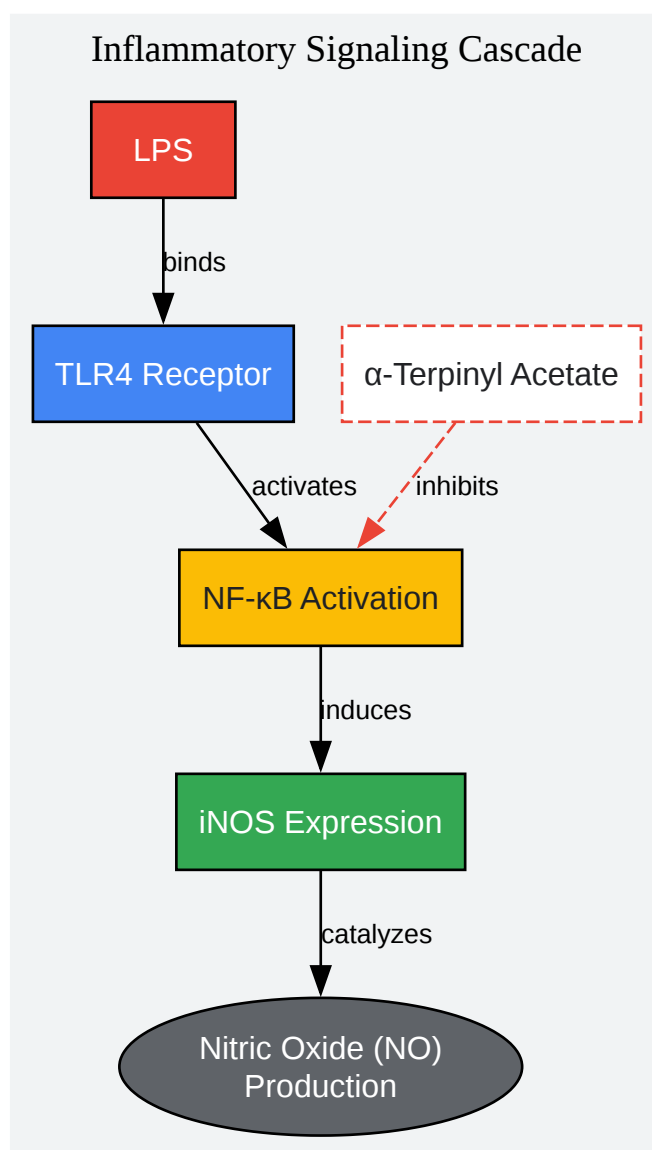 Inflammatory Signaling Cascade
LPS
binds
TLR4 Receptor
α-Terpinyl Acetate
activates
inhibits
NF-κB Activation
induces
iNOS Expression
catalyzes
Nitric Oxide (NO)
Production